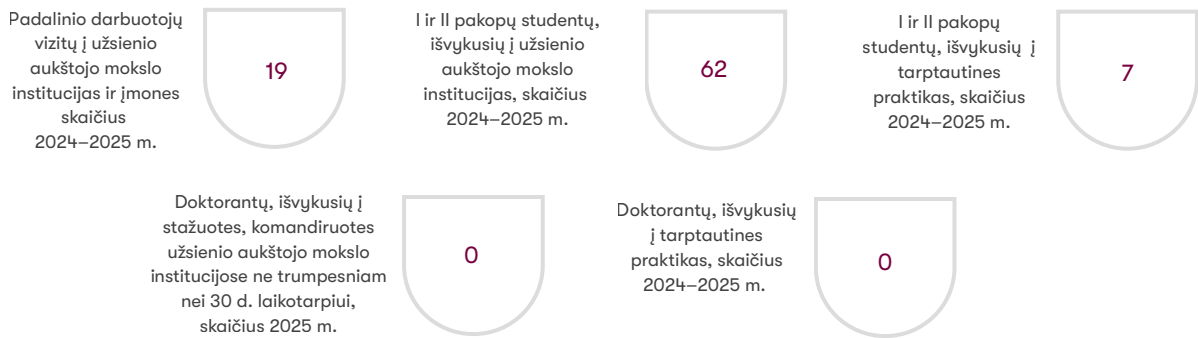 Padalinio darbuotojų
vizitų į užsienio
aukštojo mokslo
institucijas ir įmones
skaičius
2024–2025 m.
19
I ir II pakopų studentų,
išvykusių į užsienio
aukštojo mokslo
institucijas, skaičius
2024–2025 m.
62
I ir II pakopų
studentų, išvykusių į
tarptautines
praktikas, skaičius
2024–2025 m.
7
Doktorantų, išvykusių į
stažuotes, komandiruotes
užsienio aukštojo mokslo
institucijose ne trumpesniam
nei 30 d. laikotarpiui,
skaičius 2025 m.
0
Doktorantų, išvykusių
į tarptautines
praktikas, skaičius
2024–2025 m.
0